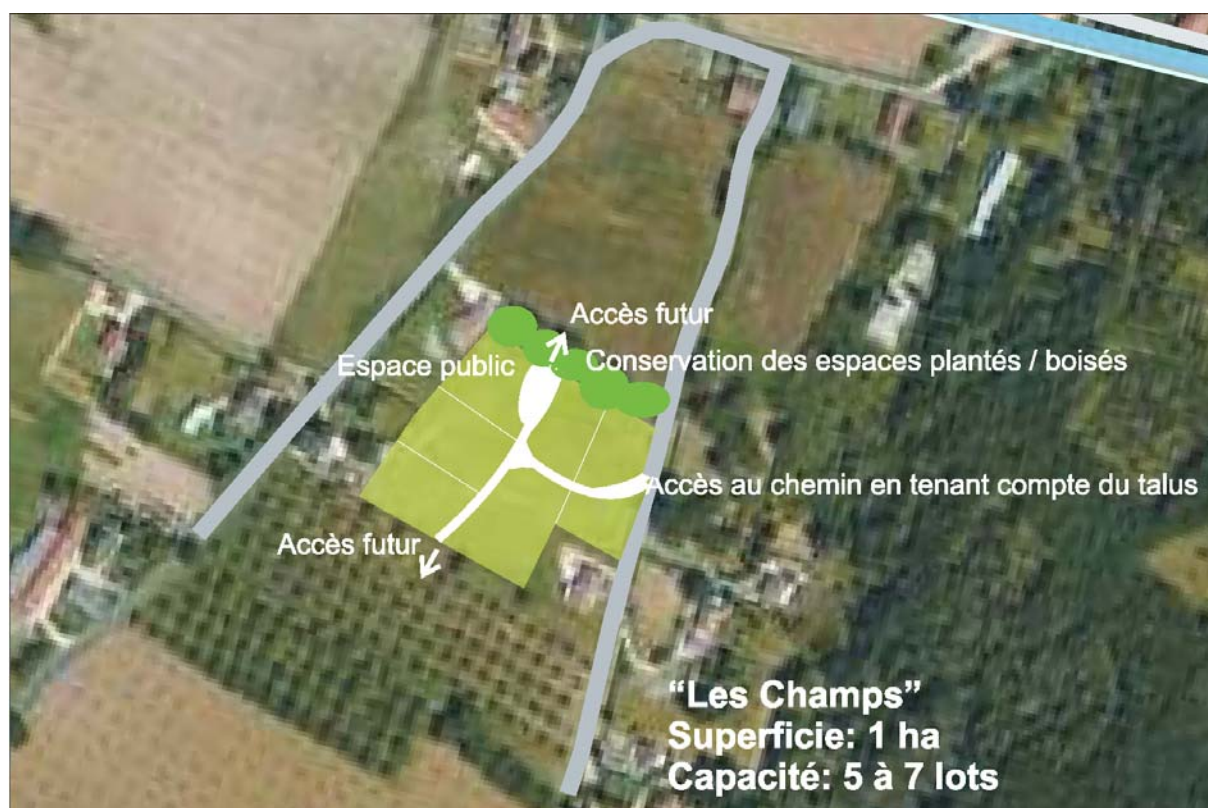 Accès futur
Espace public
Conservation des espaces plantés / boisés
Accès au chemin en tenant compte du talus
Accès futur
“Les Champs”
Superficie: 1 ha
Capacité: 5 à 7 lots